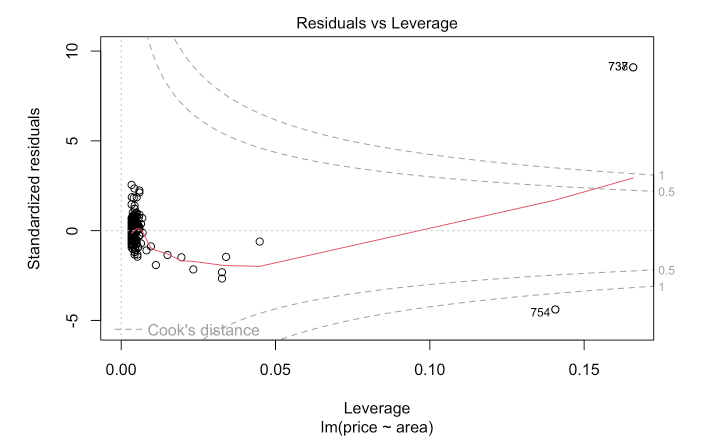 Residuals vs Leverage
10
5
0
-5
Standardized residuals
1
0.5
0.5
1
754
Cook's distance
0.00
0.05
0.10
0.15
Leverage
lm(price ~ area)